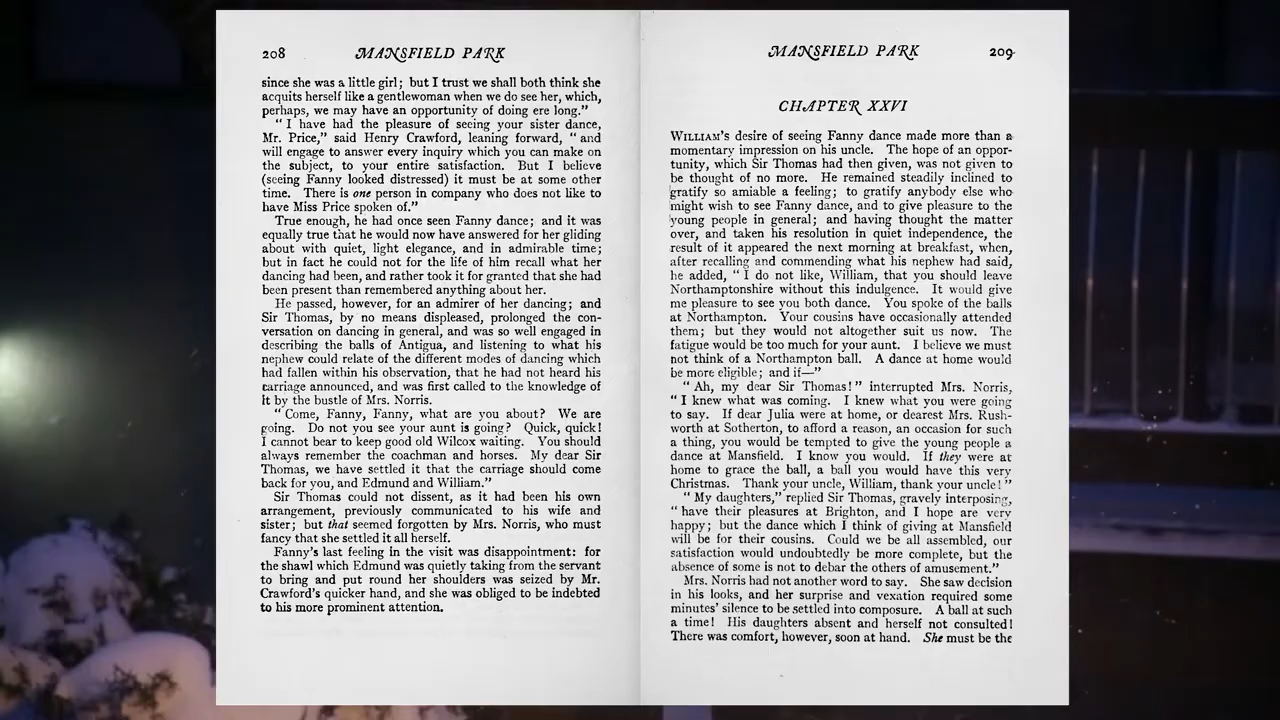 208 MANSFIELD PARK
since she was a little girl; but I trust we shall both think she
acquits herself like a gentlewoman when we do see her, which,
perhaps, we may have an opportunity of doing ere long.”
“ I have had the pleasure of seeing your sister dance,
Mr. Price,” said Henry Crawford, leaning forward, “ and
will engage to answer every inquiry which you can make on
the subject, to your entire satisfaction. But I believe
(seeing Fanny looked distressed) it must be at some other
time. There is one person in company who does not like to
have Miss Price spoken of.”
True enough, he had once seen Fanny dance; and it was
equally true that he would now have answered for her gliding
about with quiet, light elegance, and in admirable time;
but in fact he could not for the life of him recall what her
dancing had been, and rather took it for granted that she had
been present than remembered anything about her.
He passed, however, for an admirer of her dancing; and
Sir Thomas, by no means displeased, prolonged the con-
versation on dancing in general, and was so well engaged in
describing the balls of Antigua, and listening to what his
nephew could relate of the different modes of dancing which
had fallen within his observation, that he had not heard his
carriage announced, and was first called to the knowledge of
it by the bustle of Mrs. Norris.
“ Come, Fanny, Fanny, what are you about? We are
going. Do not you see your aunt is going? Quick, quick!
I cannot bear to keep good old Wilcox waiting. You should
always remember the coachman and horses. My dear Sir
Thomas, we have settled it that the carriage should come
back for you, and Edmund and William.”
Sir Thomas could not dissent, as it had been his own
arrangement, previously communicated to his wife and
sister; but that seemed forgotten by Mrs. Norris, who must
fancy that she settled it all herself.
Fanny’s last feeling in the visit was disappointment: for
the shawl which Edmund was quietly taking from the servant
to bring and put round her shoulders was seized by Mr.
Crawford’s quicker hand, and she was obliged to be indebted
to his more prominent attention.
MANSFIELD PARK 209
CHAPTER XXVI
WILLIAM’S desire of seeing Fanny dance made more than a
momentary impression on his uncle. The hope of an oppor-
tunity, which Sir Thomas had then given, was not given to
be thought of no more. He remained steadily inclined to
gratify so amiable a feeling; to gratify anybody else who
might wish to see Fanny dance, and to give pleasure to the
young people in general; and having thought the matter
over, and taken his resolution in quiet independence, the
result of it appeared the next morning at breakfast, when,
after recalling and commending what his nephew had said,
he added, “ I do not like, William, that you should leave
Northamptonshire without this indulgence. It would give
me pleasure to see you both dance. You spoke of the balls
at Northampton. Your cousins have occasionally attended
them; but they would not altogether suit us now. The
fatigue would be too much for your aunt. I believe we must
not think of a Northampton ball. A dance at home would
be more eligible; and if—”
“ Ah, my dear Sir Thomas!” interrupted Mrs. Norris,
“ I knew what was coming. I knew what you were going
to say. If dear Julia were at home, or dearest Mrs. Rush-
worth at Sotherton, to afford a reason, an occasion for such
a thing, you would be tempted to give the young people a
dance at Mansfield. I know you would. If they were at
home to grace the ball, a ball you would have this very
Christmas. Thank your uncle, William, thank your uncle!”
“ My daughters,” replied Sir Thomas, gravely interposing,
“ have their pleasures at Brighton, and I hope are very
happy; but the dance which I think of giving at Mansfield
will be for their cousins. Could we be all assembled, our
satisfaction would undoubtedly be more complete, but the
absence of some is not to debar the others of amusement.”
Mrs. Norris had not another word to say. She saw decision
in his looks, and her surprise and vexation required some
minutes’ silence to be settled into composure. A ball at such
a time! His daughters absent and herself not consulted!
There was comfort, however, soon at hand. She must be the